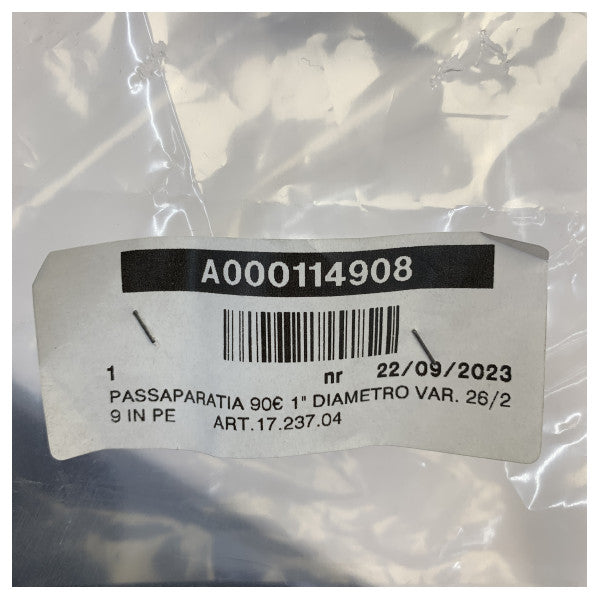 A000114908
1 nr 22/09/2023
PASSAPARATIA 90€ 1" DIAMETRO VAR. 26/2
9 IN PE ART.17.237.04